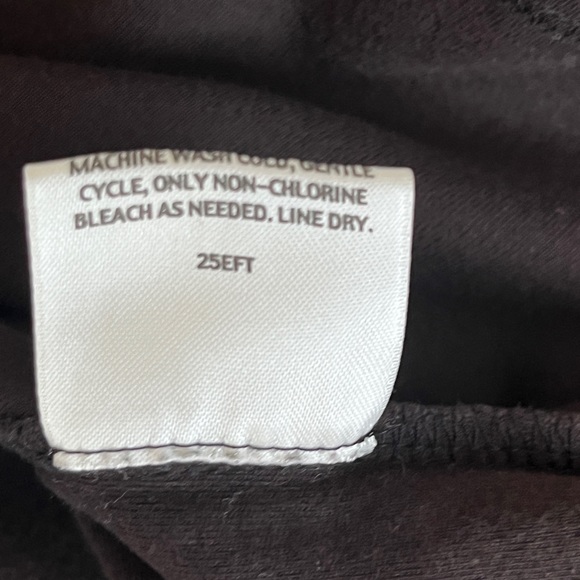 MACHINE WASH COLD, GENTLE
CYCLE, ONLY NON-CHLORINE
BLEACH AS NEEDED. LINE DRY.
25EFT